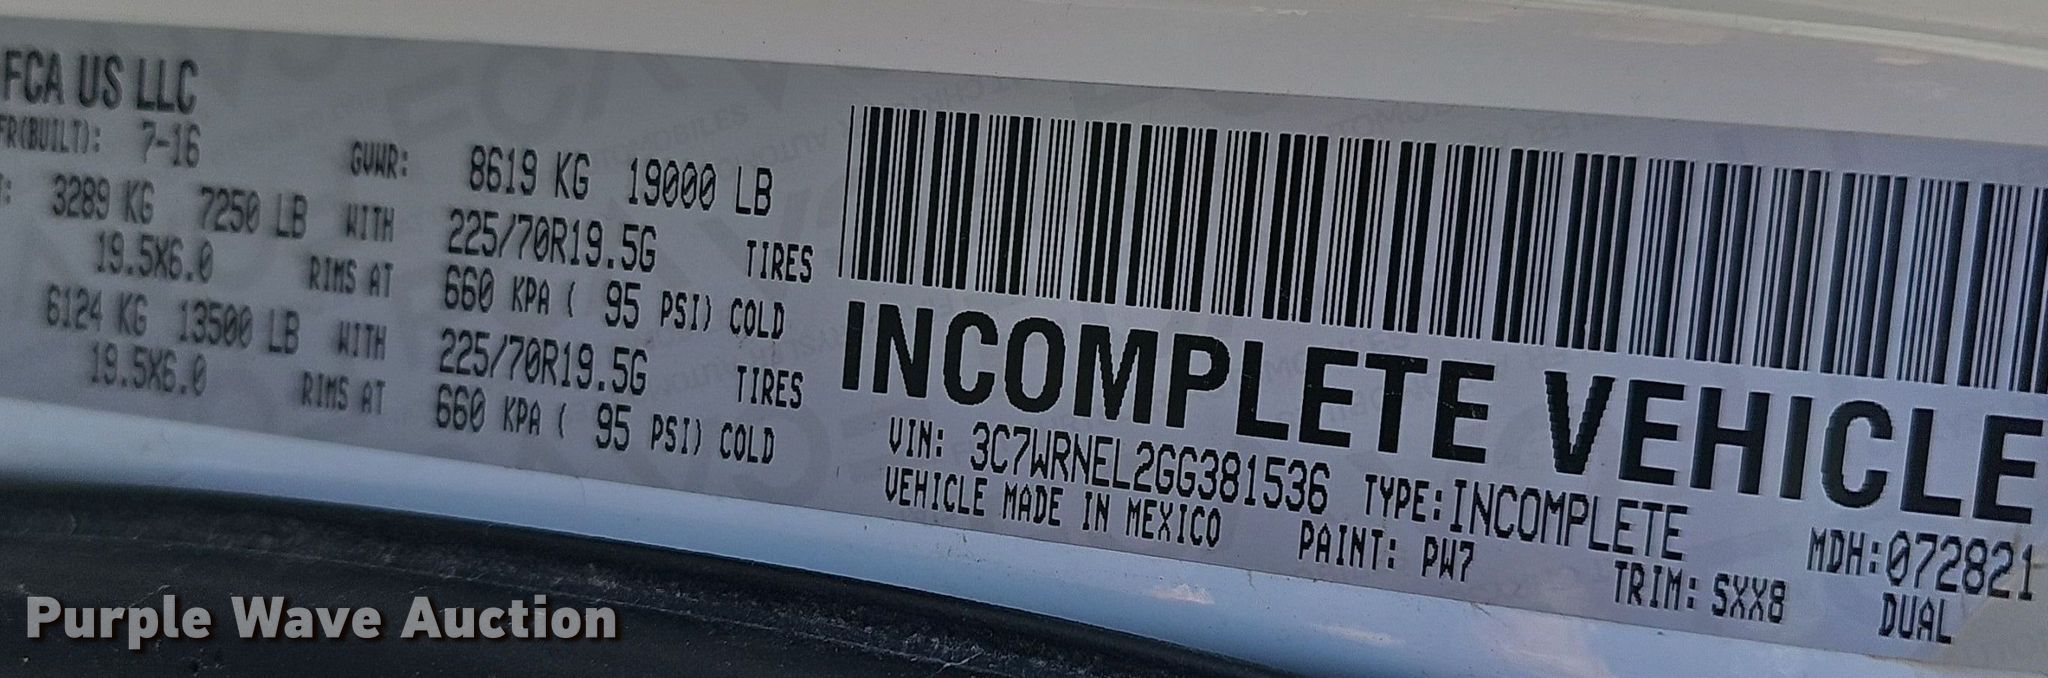 FCA US LLC
FR(BUILT): 7-16
GVWR: 8619 KG 19000 LB
T: 3289 KG 7250 LB WITH 225/70R19.5G TIRES
19.5X6.0 RIMS AT 660 KPA ( 95 PSI) COLD
6124 KG 13500 LB WITH 225/70R19.5G TIRES
19.5X6.0 RIMS AT 660 KPA ( 95 PSI) COLD
INCOMPLETE VEHICLE
VIN: 3C7WRNEL2GG381536 TYPE:INCOMPLETE MDH:072821
VEHICLE MADE IN MEXICO PAINT: PW7 TRIM: SXX8 DUAL
Purple Wave Auction